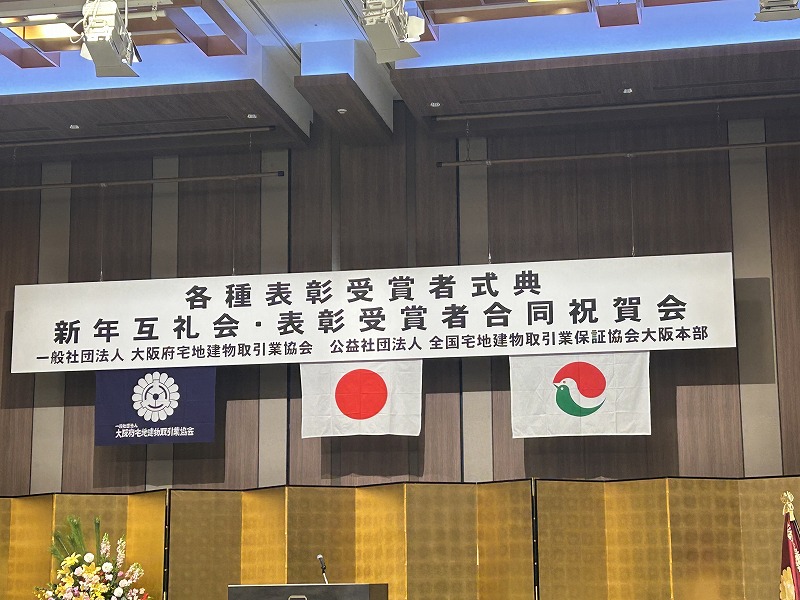 各種表彰受賞者式典
新年互礼会・表彰受賞者合同祝賀会
一般社団法人 大阪府宅地建物取引業協会 公益社団法人 全国宅地建物取引業保証協会大阪本部
一般社団法人
大阪府宅地建物取引業協会